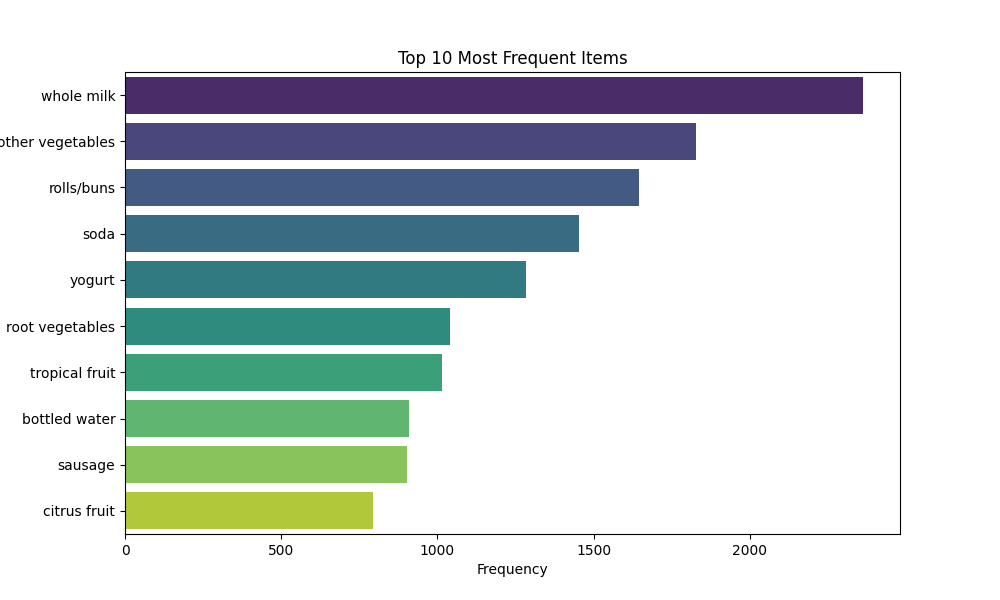 Top 10 Most Frequent Items
whole milk
other vegetables
rolls/buns
soda
yogurt
root vegetables
tropical fruit
bottled water
sausage
citrus fruit
0 500 1000 1500 2000
Frequency